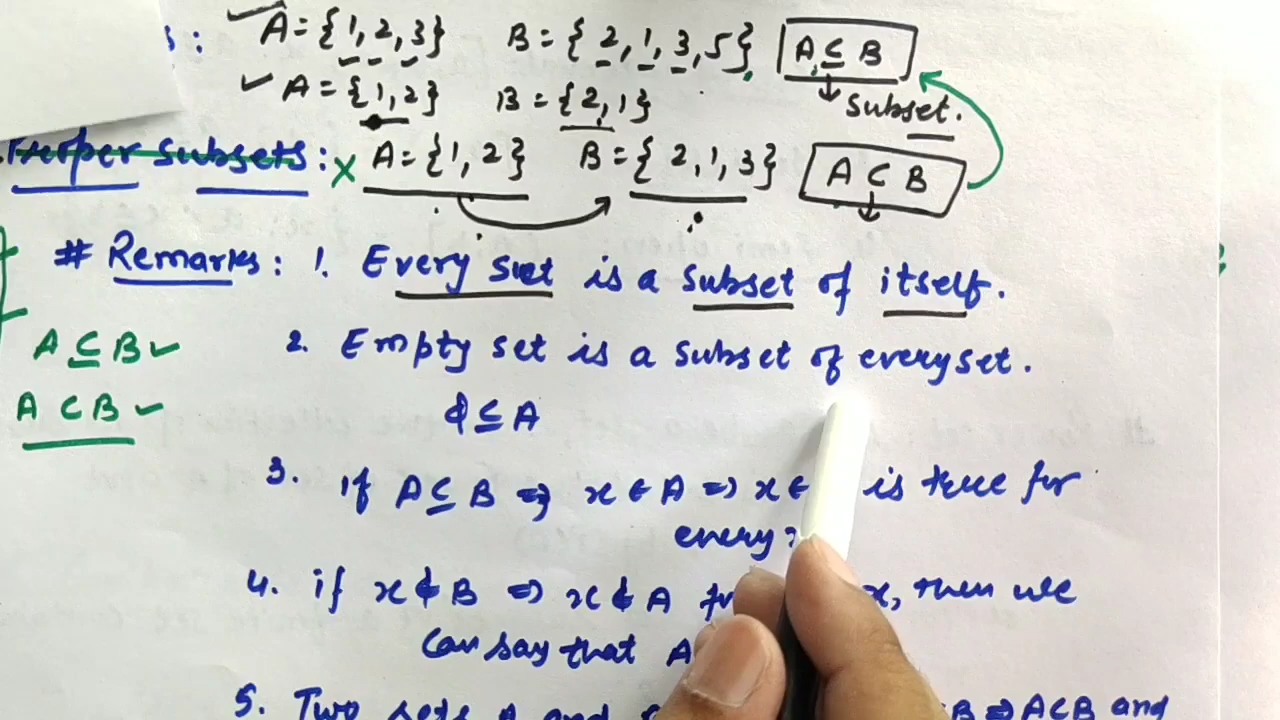 s: ✓ A = {1, 2, 3} B = {2, 1, 3, 5} A ⊆ B
✓ A = {1, 2} B = {2, 1} ↓ Subset.
Proper Subsets: × A = {1, 2} B = {2, 1, 3} A ⊂ B
# Remarks: 1. Every set is a subset of itself.
A ⊆ B ✓
2. Empty set is a subset of every set.
A ⊂ B ✓
ϕ ⊆ A
3. if A ⊆ B ⇒ x ∈ A ⇒ x ∈ is true for
every
4. if x ∉ B ⇒ x ∉ A x, then we
can say that A
5. Two sets A and B ⇒ A ⊂ B and